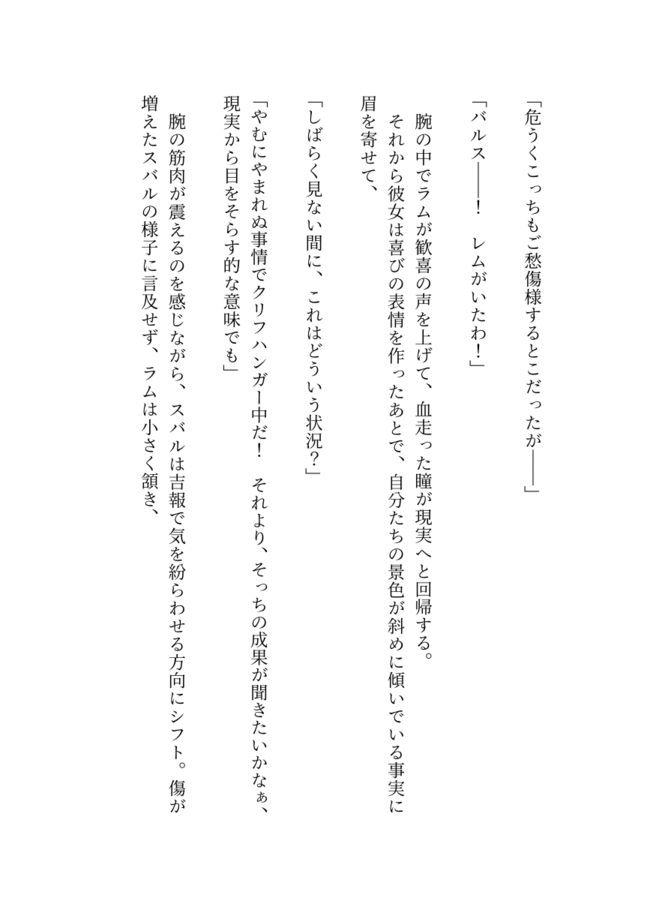 「危うくこっちもご愁傷様するとこだったが――」
「バルス――！　レムがいたわ！」
　腕の中でラムが歓喜の声を上げて、血走った瞳が現実へと回帰する。
　それから彼女は喜びの表情を作ったあとで、自分たちの景色が斜めに傾いでいる事実に
眉を寄せて、
「しばらく見ない間に、これはどういう状況？」
「やむにやまれぬ事情でクリフハンガー中だ！　それより、そっちの成果が聞きたいかなぁ、
現実から目をそらす的な意味でも」
　腕の筋肉が震えるのを感じながら、スバルは吉報で気を紛らわせる方向にシフト。傷が
増えたスバルの様子に言及せず、ラムは小さく頷き、